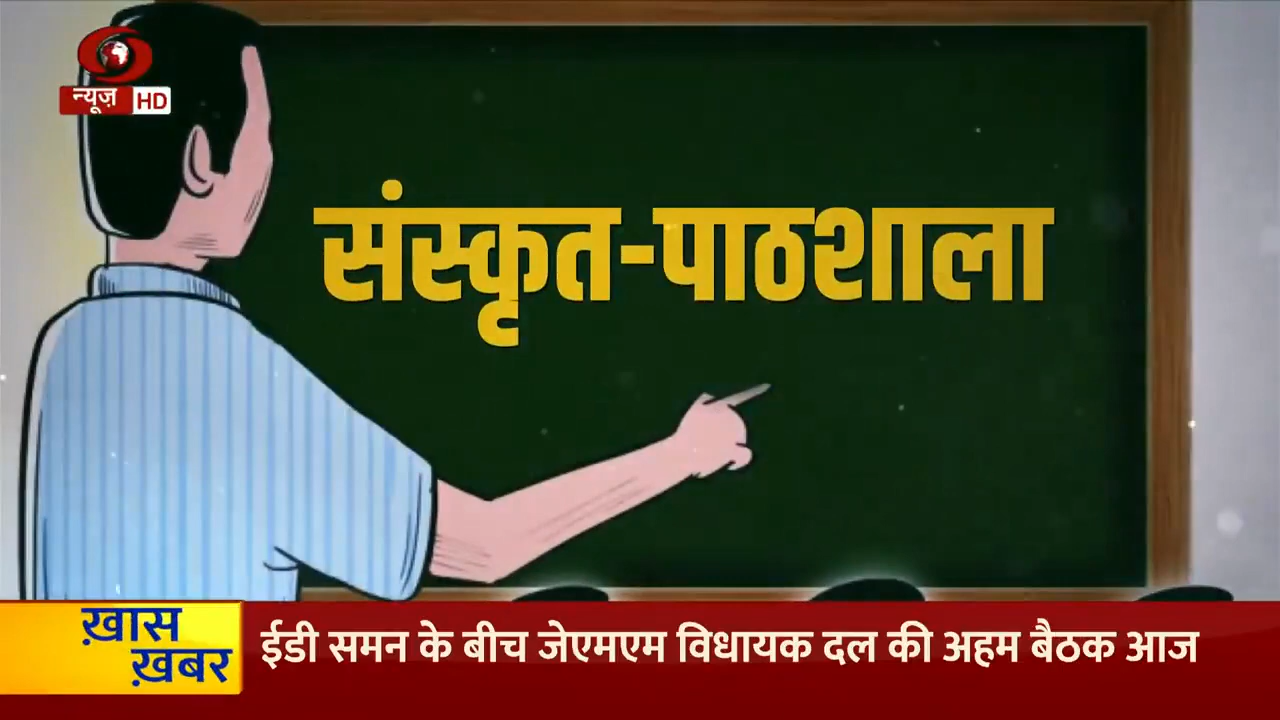 न्यूज़ HD
संस्कृत-पाठशाला
ख़ास
ख़बर
ईडी समन के बीच जेएमएम विधायक दल की अहम बैठक आज